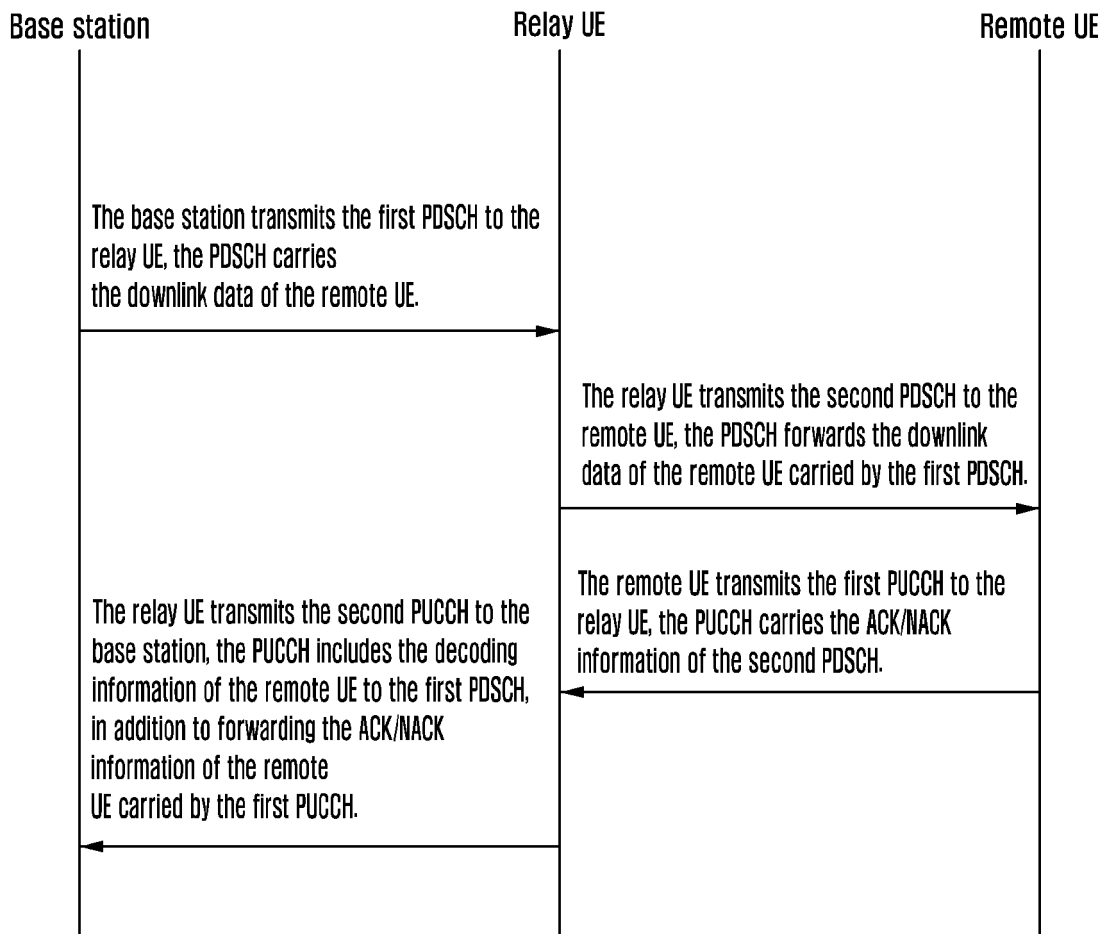 Base station
Relay UE
Remote UE
The base station transmits the first PDSCH to the
relay UE, the PDSCH carries
the downlink data of the remote UE.
The relay UE transmits the second PDSCH to the
remote UE, the PDSCH forwards the downlink
data of the remote UE carried by the first PDSCH.
The remote UE transmits the first PUCCH to the
relay UE, the PUCCH carries the ACK/NACK
information of the second PDSCH.
The relay UE transmits the second PUCCH to the
base station, the PUCCH includes the decoding
information of the remote UE to the first PDSCH,
in addition to forwarding the ACK/NACK
information of the remote
UE carried by the first PUCCH.